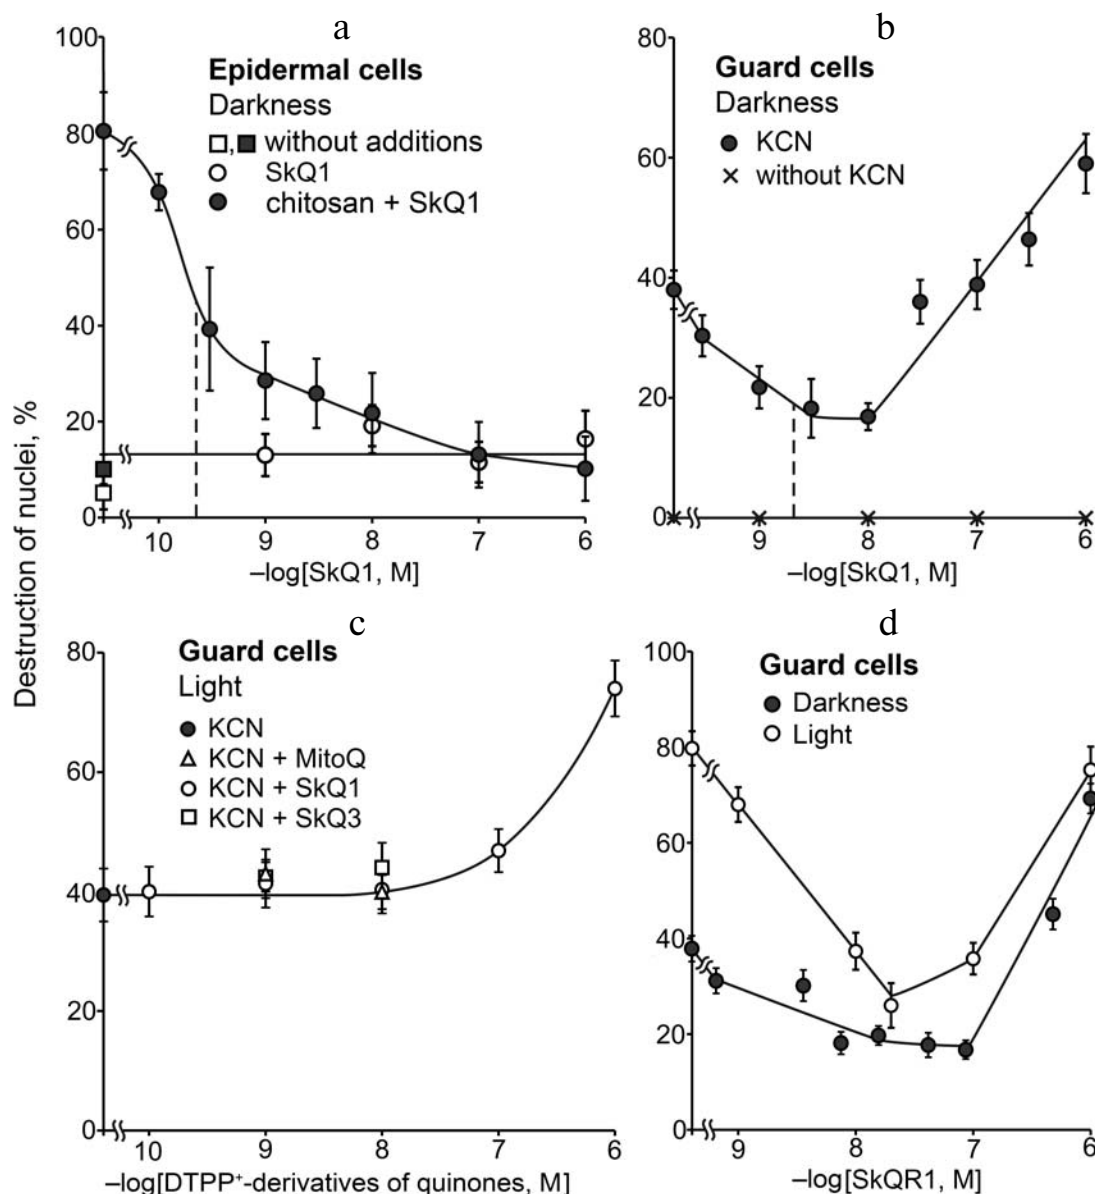 Destruction of nuclei, %
a
Epidermal cells
Darkness
, without additions
SkQ1
chitosan + SkQ1
100
80
60
40
20
0
10 9 8 7 6
–log[SkQ1, M]
b
Guard cells
Darkness
KCN
without KCN
80
60
40
20
0
9 8 7 6
–log[SkQ1, M]
c
Guard cells
Light
KCN
KCN + MitoQ
KCN + SkQ1
KCN + SkQ3
80
60
40
20
0
10 9 8 7 6
–log[DTPP⁺-derivatives of quinones, M]
d
Guard cells
Darkness
Light
100
80
60
40
20
0
9 8 7 6
–log[SkQR1, M]